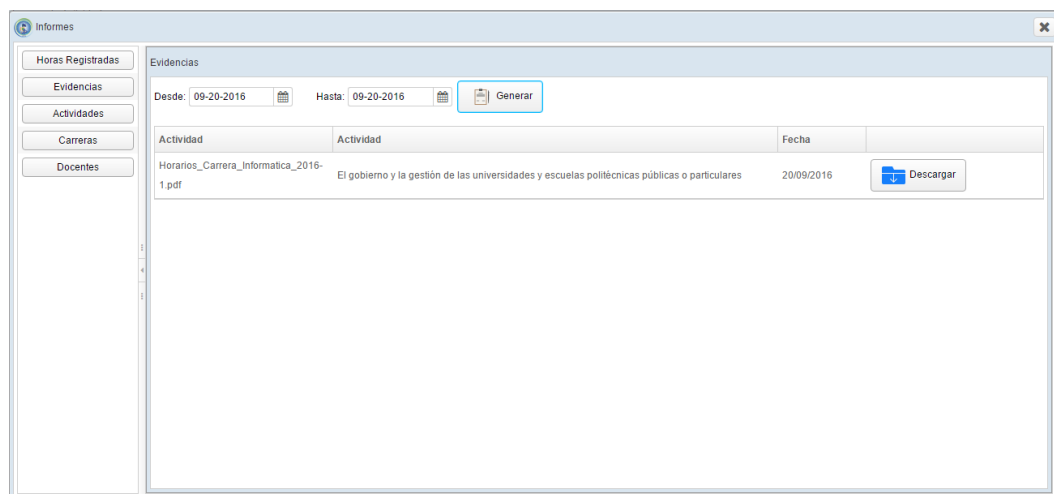 Informes
Horas Registradas
Evidencias
Actividades
Carreras
Docentes
Evidencias
Desde: 09-20-2016 Hasta: 09-20-2016 Generar
Actividad Actividad Fecha
Horarios_Carrera_Informatica_2016-
1.pdf
El gobierno y la gestión de las universidades y escuelas politécnicas públicas o particulares 20/09/2016 Descargar